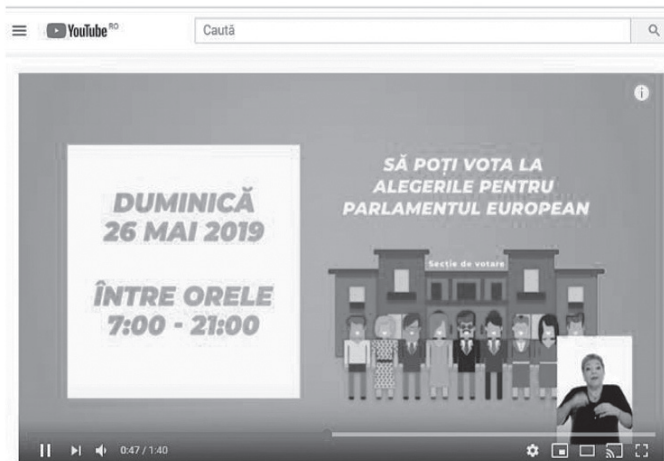 YouTube RO
Caută
DUMINICĂ
26 MAI 2019
ÎNTRE ORELE
7:00 - 21:00
SĂ POȚI VOTA LA
ALEGERILE PENTRU
PARLAMENTUL EUROPEAN
Secție de votare
0:47 / 1:40